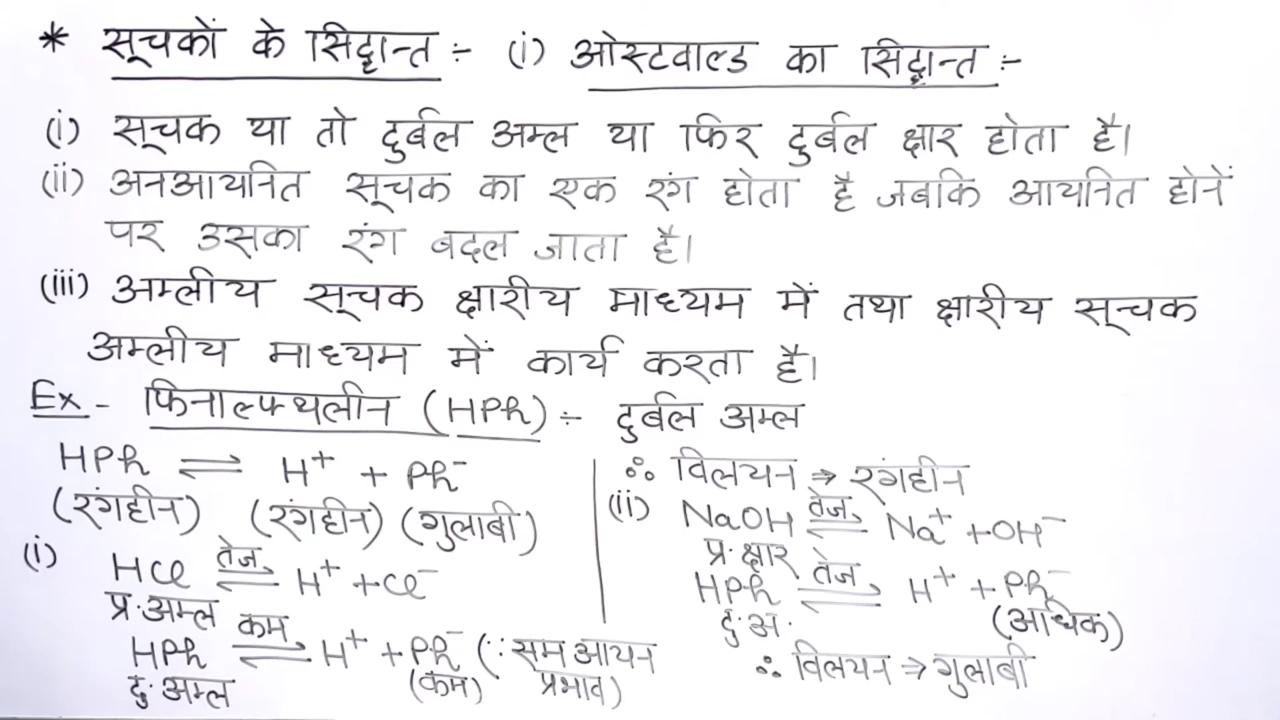 * सूचकों के सिद्धान्त :- (i) ओस्टवाल्ड का सिद्धान्त :-
(i) सूचक या तो दुर्बल अम्ल या फिर दुर्बल क्षार होता है।
(ii) अनआयनित सूचक का एक रंग होता है जबकि आयनित होनें
पर उसका रंग बदल जाता है।
(iii) अम्लीय सूचक क्षारीय माध्यम में तथा क्षारीय सूचक
अम्लीय माध्यम में कार्य करता है।
Ex - फिनाल्फ्थलीन (HPh) :- दुर्बल अम्ल
HPh ⇌ H⁺ + Ph⁻
(रंगहीन) (रंगहीन) (गुलाबी)
(i)
HCl ⇌ H⁺ + Cl⁻
तेज
प्र. अम्ल
कम
HPh ⇌ H⁺ + Ph⁻ (∵ सम आयन
दु. अम्ल (कम) प्रभाव)
∴ विलयन ⇒ रंगहीन
(ii)
तेज
NaOH ⇌ Na⁺ + OH⁻
प्र. क्षार
तेज
HPh ⇌ H⁺ + Ph⁻
दु. अ. (अधिक)
∴ विलयन ⇒ गुलाबी